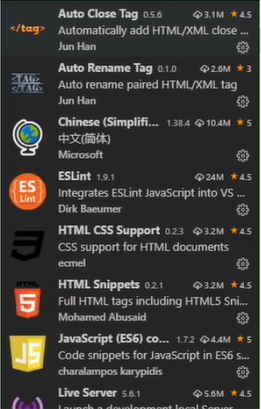 </tag> Auto Close Tag 0.5.6 3.1M 4.5
Automatically add HTML/XML close ...
Jun Han
<TAG> </TAG> Auto Rename Tag 0.1.0 2.6M 3
Auto rename paired HTML/XML tag
Jun Han
Chinese (Simplifi... 1.38.4 10.4M 5
中文(简体)
Microsoft
ES Lint ESLint 1.9.1 24M 4.5
Integrates ESLint JavaScript into VS ...
Dirk Baeumer
HTML CSS Support 0.2.3 3.2M 4.5
CSS support for HTML documents
ecmel
HTML 5 HTML Snippets 0.2.1 3.2M 4.5
Full HTML tags including HTML5 Sni...
Mohamed Abusaid
JS JavaScript (ES6) co... 1.7.2 4.4M 5
Code snippets for JavaScript in ES6 s...
charalampos karypidis
Live Server 5.6.1 5.6M 4.5
Launch a development local Server